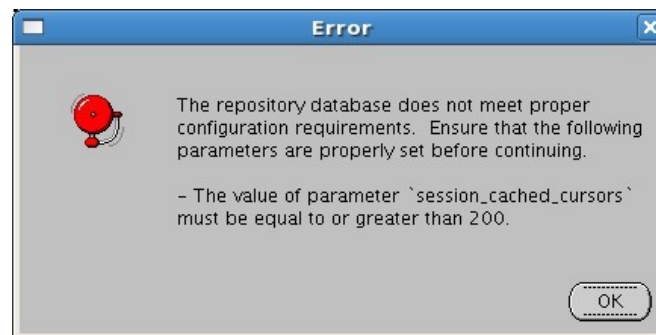 Error
The repository database does not meet proper
configuration requirements.  Ensure that the following
parameters are properly set before continuing.
– The value of parameter `session_cached_cursors`
must be equal to or greater than 200.
OK